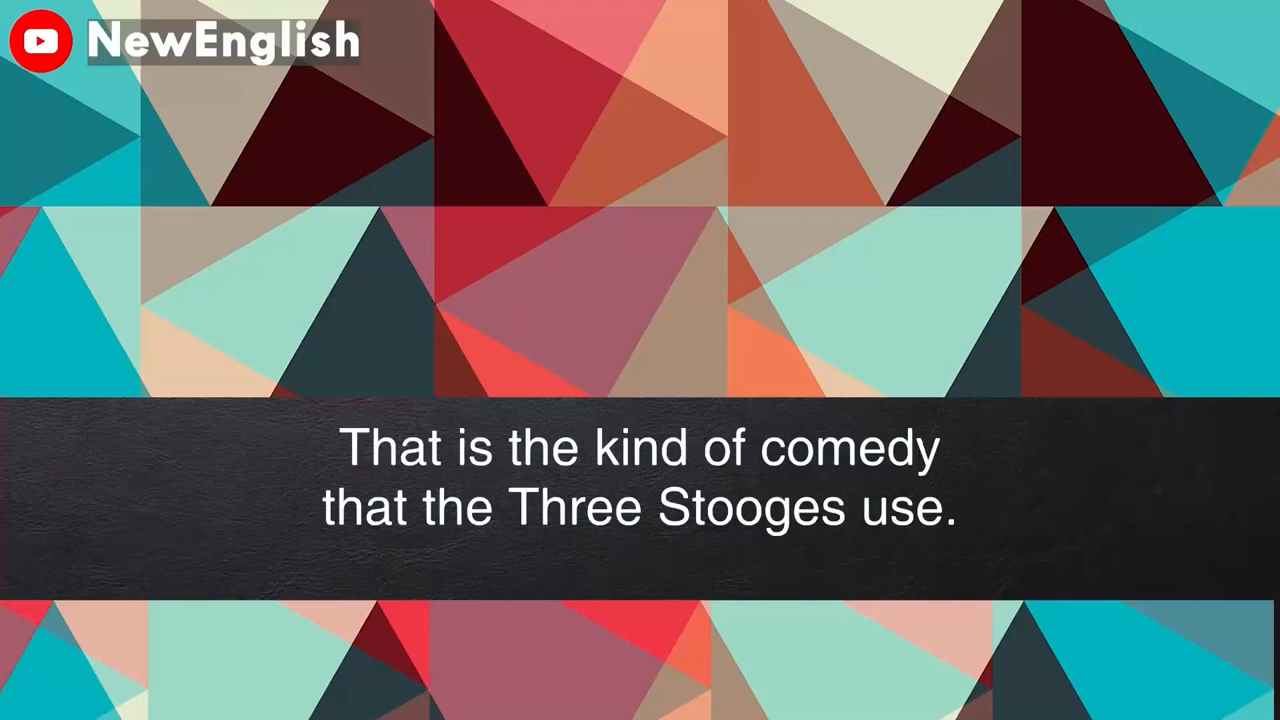 NewEnglish
That is the kind of comedy
that the Three Stooges use.